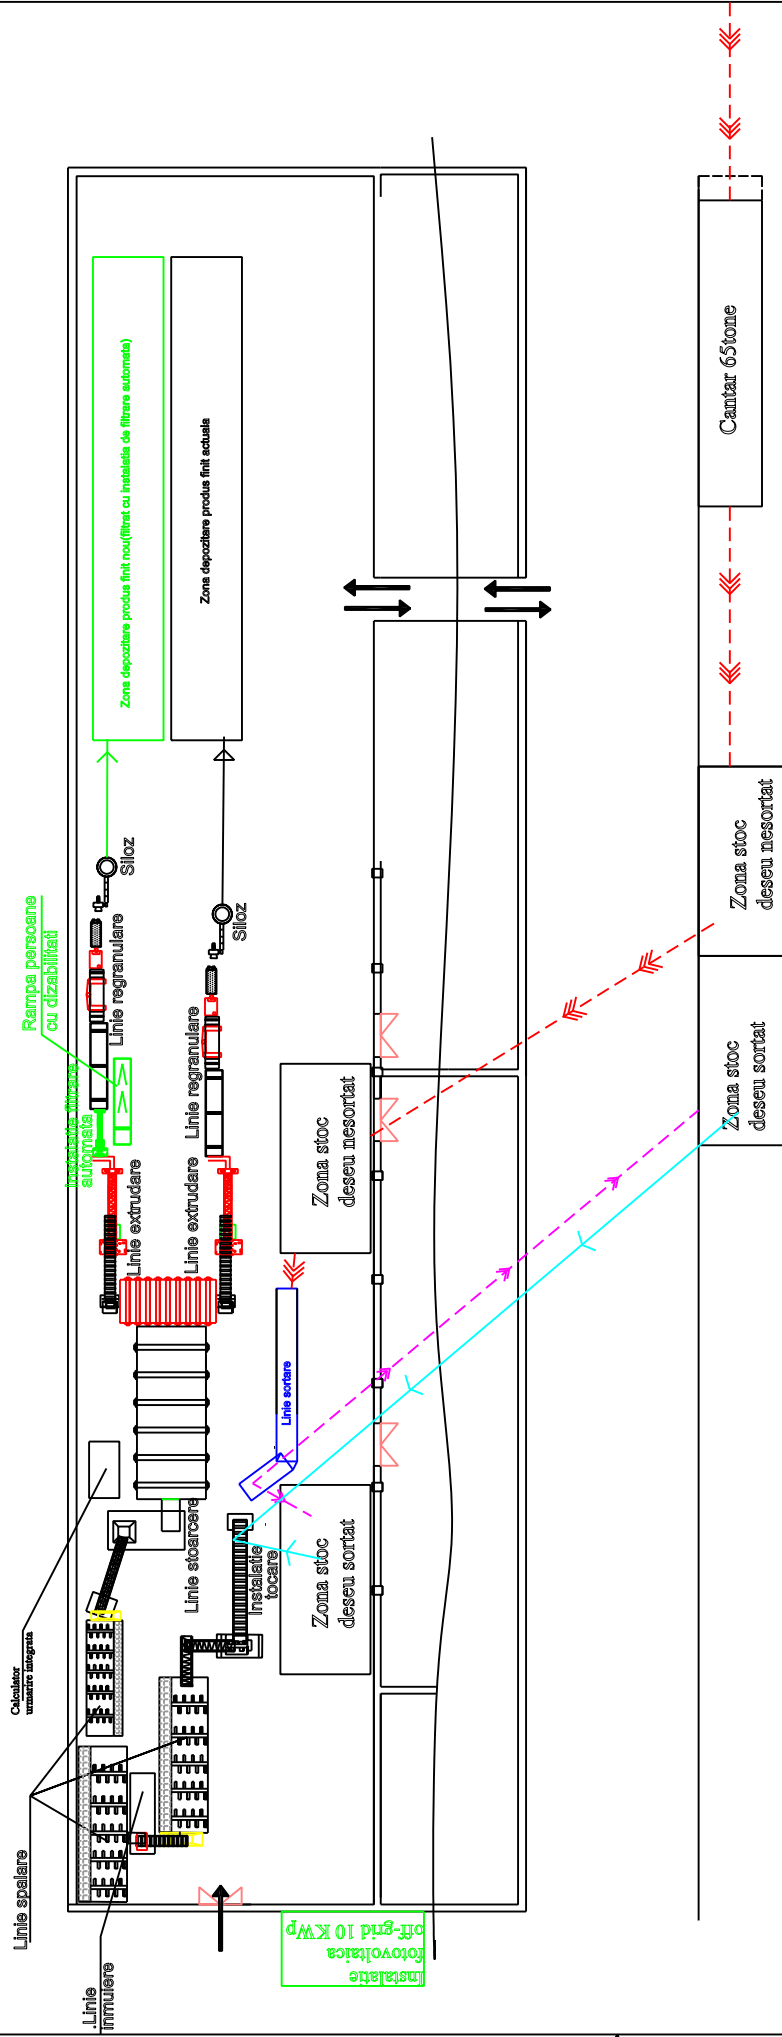 Cantar 65tone
Zona depozitare produs finit nou(filtrat cu instalatia de filtrare automata)
Zona depozitare produs finit actuala
Zona stoc
deseu nesortat
Siloz
Siloz
Rampa persoane
cu dizabilitati
Linie regranulare
Linie regranulare
Instalatie filtrare
automata
Zona stoc
deseu sortat
Zona stoc
deseu nesortat
Linie extrudare
Linie extrudare
Linie sortare
Linie stoarcere
Instalatie
tocare
Zona stoc
deseu sortat
Calculator
urmarire integrata
Linie spalare
.Linie
inmuiere
Instalatie
fotovoltaica
off-grid 10 KWp